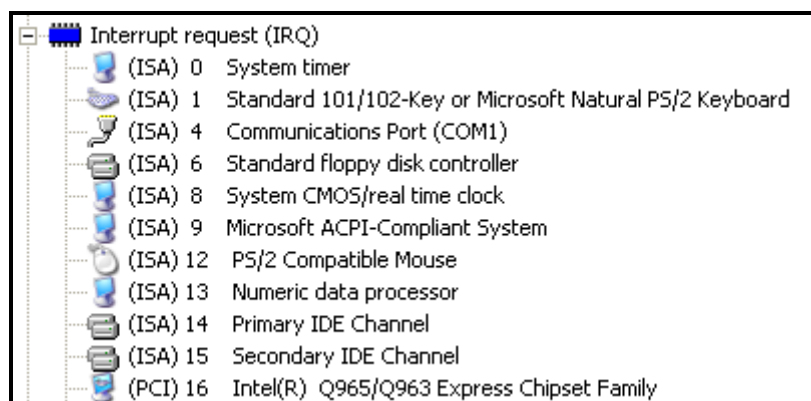 Interrupt request (IRQ)
(ISA) 0 System timer
(ISA) 1 Standard 101/102-Key or Microsoft Natural PS/2 Keyboard
(ISA) 4 Communications Port (COM1)
(ISA) 6 Standard floppy disk controller
(ISA) 8 System CMOS/real time clock
(ISA) 9 Microsoft ACPI-Compliant System
(ISA) 12 PS/2 Compatible Mouse
(ISA) 13 Numeric data processor
(ISA) 14 Primary IDE Channel
(ISA) 15 Secondary IDE Channel
(PCI) 16 Intel(R) Q965/Q963 Express Chipset Family